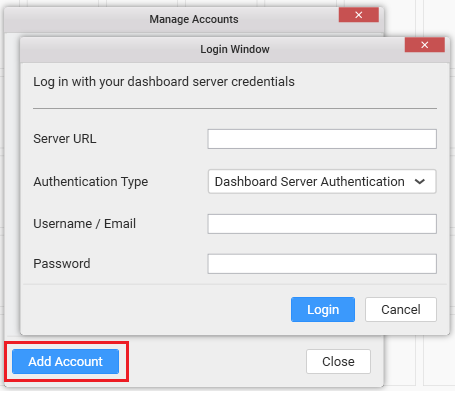 Manage Accounts
Login Window
Log in with your dashboard server credentials
Server URL
Authentication Type Dashboard Server Authentication
Username / Email
Password
Login Cancel
Add Account Close